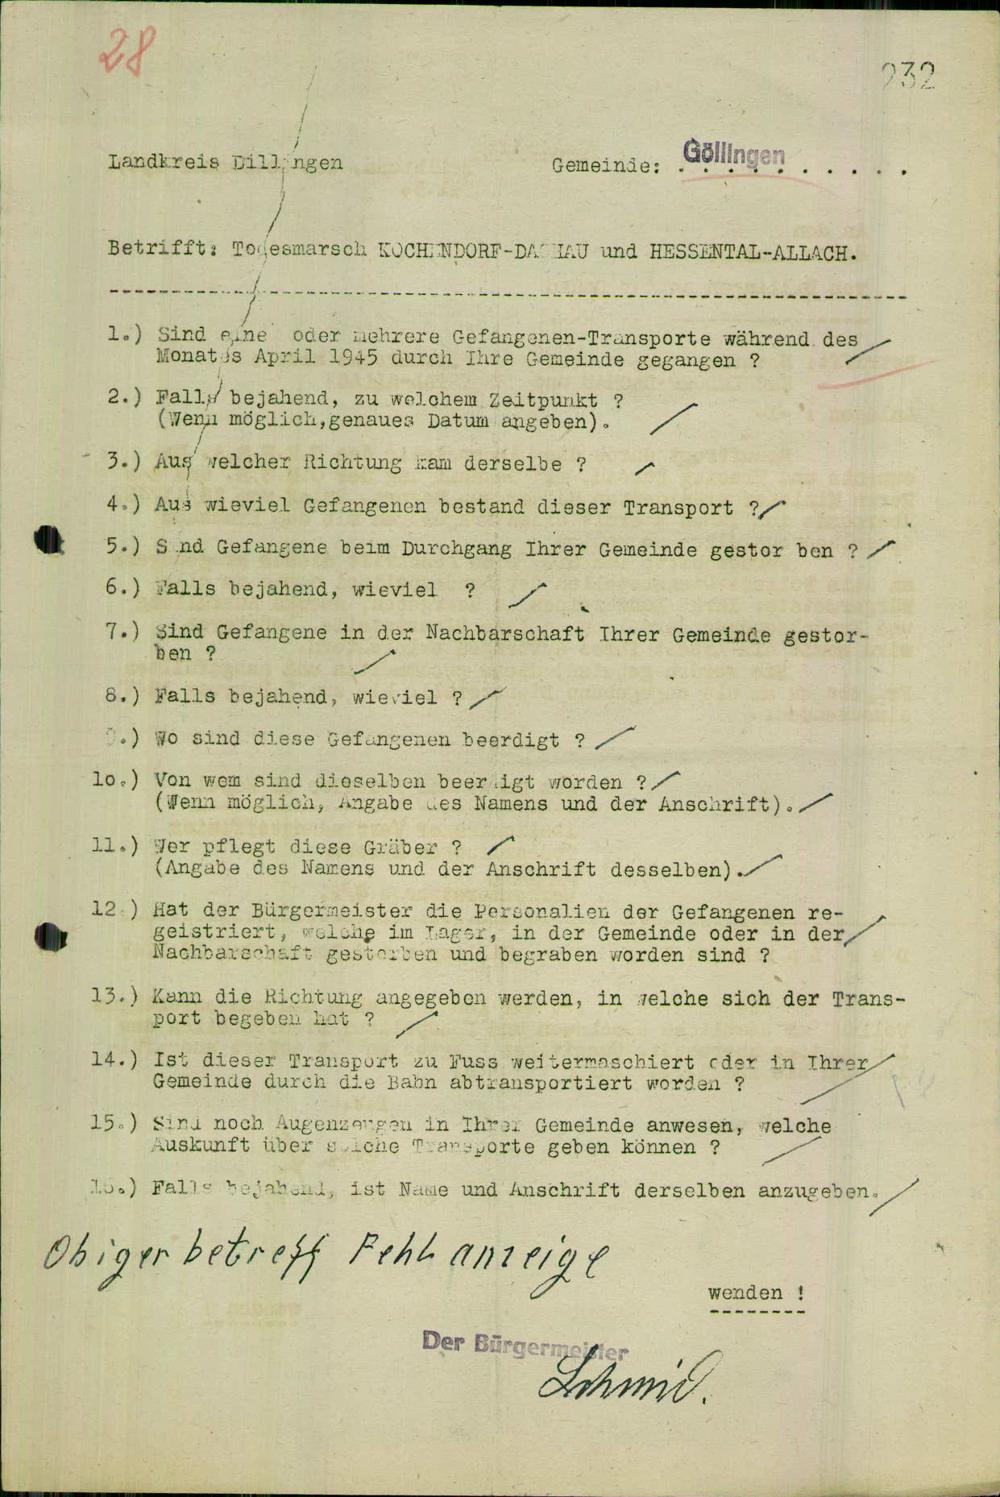 28
232
Landkreis Dillingen Gemeinde: Göllingen . . . . . . . . . .
Betrifft: Todesmarsch KOCHENDORF-DACHAU und HESSENTAL-ALLACH.
1.) Sind eine oder mehrere Gefangenen-Transporte während des
Monates April 1945 durch Ihre Gemeinde gegangen ?
2.) Falls bejahend, zu welchem Zeitpunkt ?
(Wenn möglich,genaues Datum angeben).
3.) Aus welcher Richtung kam derselbe ?
4.) Aus wieviel Gefangenen bestand dieser Transport ?
5.) Sind Gefangene beim Durchgang Ihrer Gemeinde gestor ben ?
6.) Falls bejahend, wieviel ?
7.) Sind Gefangene in der Nachbarschaft Ihrer Gemeinde gestor-
ben ?
8.) Falls bejahend, wieviel ?
9.) Wo sind diese Gefangenen beerdigt ?
1o.) Von wem sind dieselben beerdigt worden ?
(Wenn möglich, Angabe des Namens und der Anschrift).
11.) Wer pflegt diese Gräber ?
(Angabe des Namens und der Anschrift desselben).
12.) Hat der Bürgermeister die Personalien der Gefangenen re-
geistriert, welche im Lager, in der Gemeinde oder in der
Nachbarschaft gestorben und begraben worden sind ?
13.) Kann die Richtung angegeben werden, in welche sich der Trans-
port begeben hat ?
14.) Ist dieser Transport zu Fuss weitermaschiert oder in Ihrer
Gemeinde durch die Bahn abtransportiert worden ?
15.) Sind noch Augenzeugen in Ihrer Gemeinde anwesen, welche
Auskunft über solche Transporte geben können ?
16.) Falls bejahend, ist Name und Anschrift derselben anzugeben.
Obiger betreff Fehlanzeige
wenden !
Der Bürgermeister
Schmid.